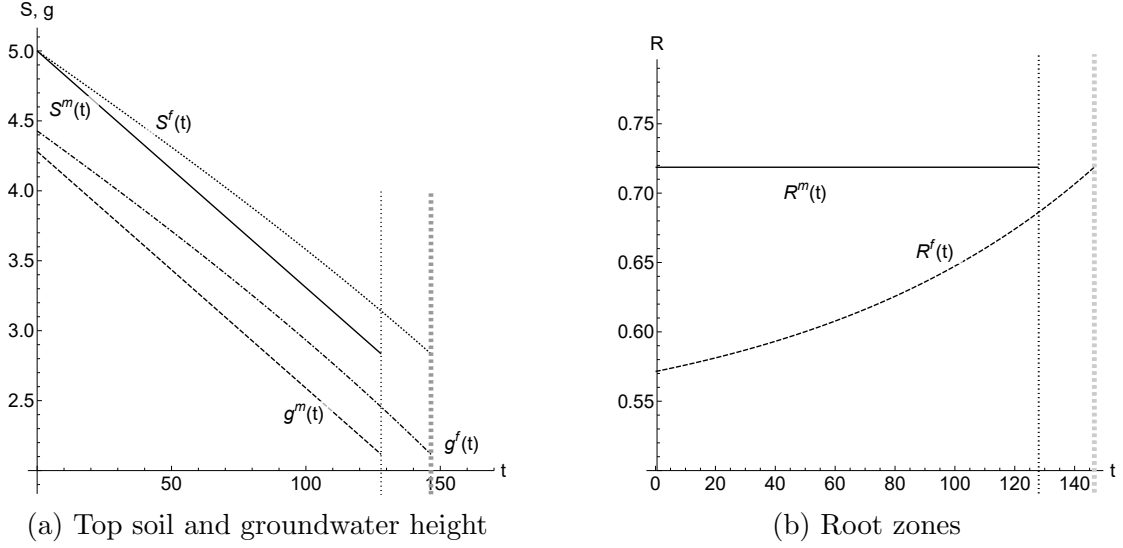 S, g
5.0
4.5
4.0
3.5
3.0
2.5
50
100
150
t
S^m(t)
S^f(t)
g^m(t)
g^f(t)
(a) Top soil and groundwater height
R
0.75
0.70
0.65
0.60
0.55
0
20
40
60
80
100
120
140
t
R^m(t)
R^f(t)
(b) Root zones